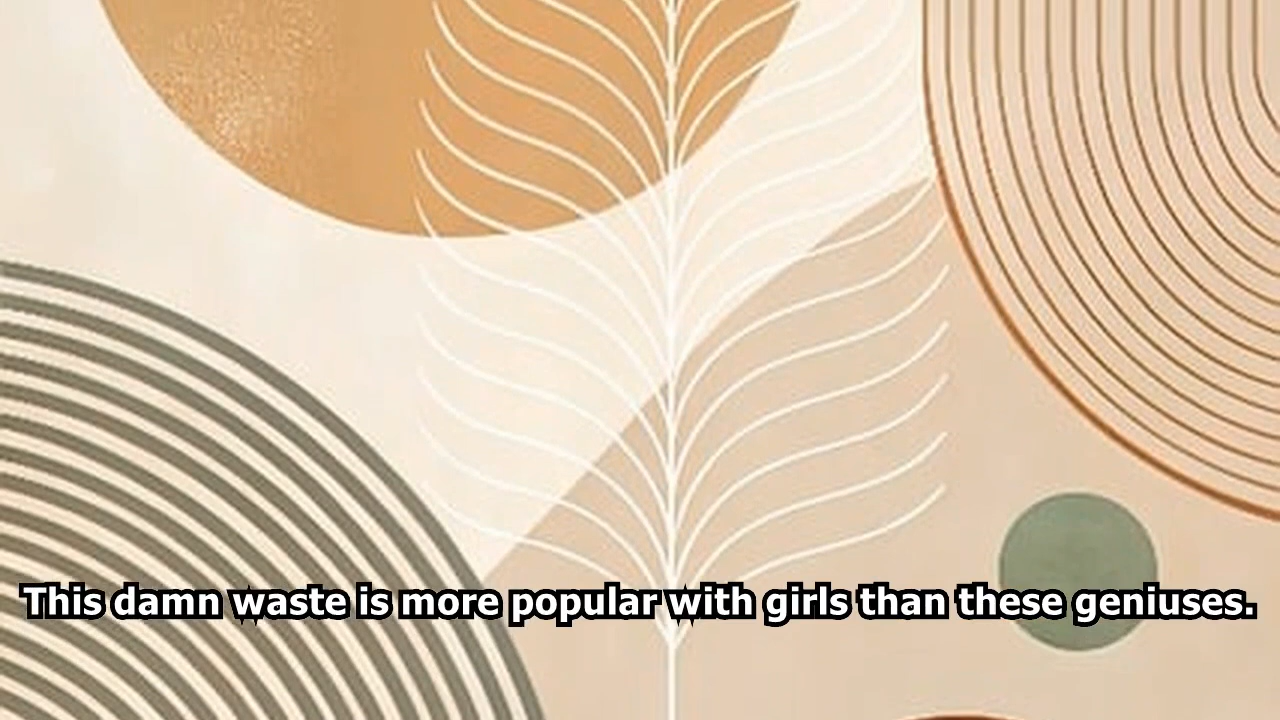 This damn waste is more popular with girls than these geniuses.